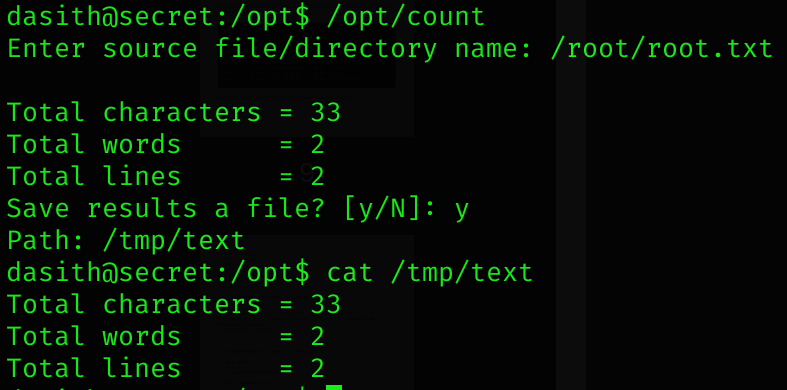 dasith@secret:/opt$ /opt/count
Enter source file/directory name: /root/root.txt
Total characters = 33
Total words      = 2
Total lines      = 2
Save results a file? [y/N]: y
Path: /tmp/text
dasith@secret:/opt$ cat /tmp/text
Total characters = 33
Total words      = 2
Total lines      = 2